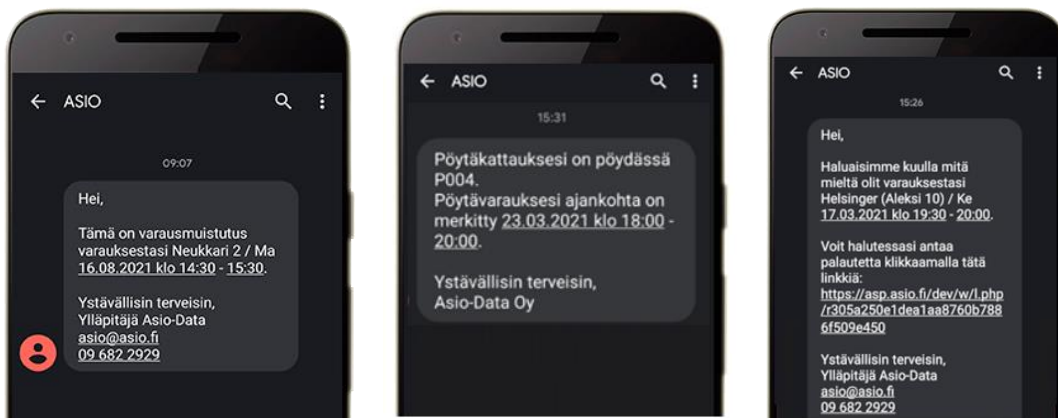 ASIO
09:07
Hei,
Tämä on varausmuistutus
varauksestasi Neukkari 2 / Ma
16.08.2021 klo 14:30 - 15:30.
Ystävällisin terveisin,
Ylläpitäjä Asio-Data
asio@asio.fi
09 682 2929
ASIO
15:31
Pöytäkattauksesi on pöydässä
P004.
Pöytävarauksesi ajankohta on
merkitty 23.03.2021 klo 18:00 -
20:00.
Ystävällisin terveisin,
Asio-Data Oy
ASIO
15:26
Hei,
Haluaisimme kuulla mitä
mieltä olit varauksestasi
Helsinger (Aleksi 10) / Ke
17.03.2021 klo 19:30 - 20:00.
Voit halutessasi antaa
palautetta klikkaamalla tätä
linkkiä:
https://asp.asio.fi/dev/w/l.php
/r305a250e1dea1aa8760b788
6f509e450
Ystävällisin terveisin,
Ylläpitäjä Asio-Data
asio@asio.fi
09 682 2929